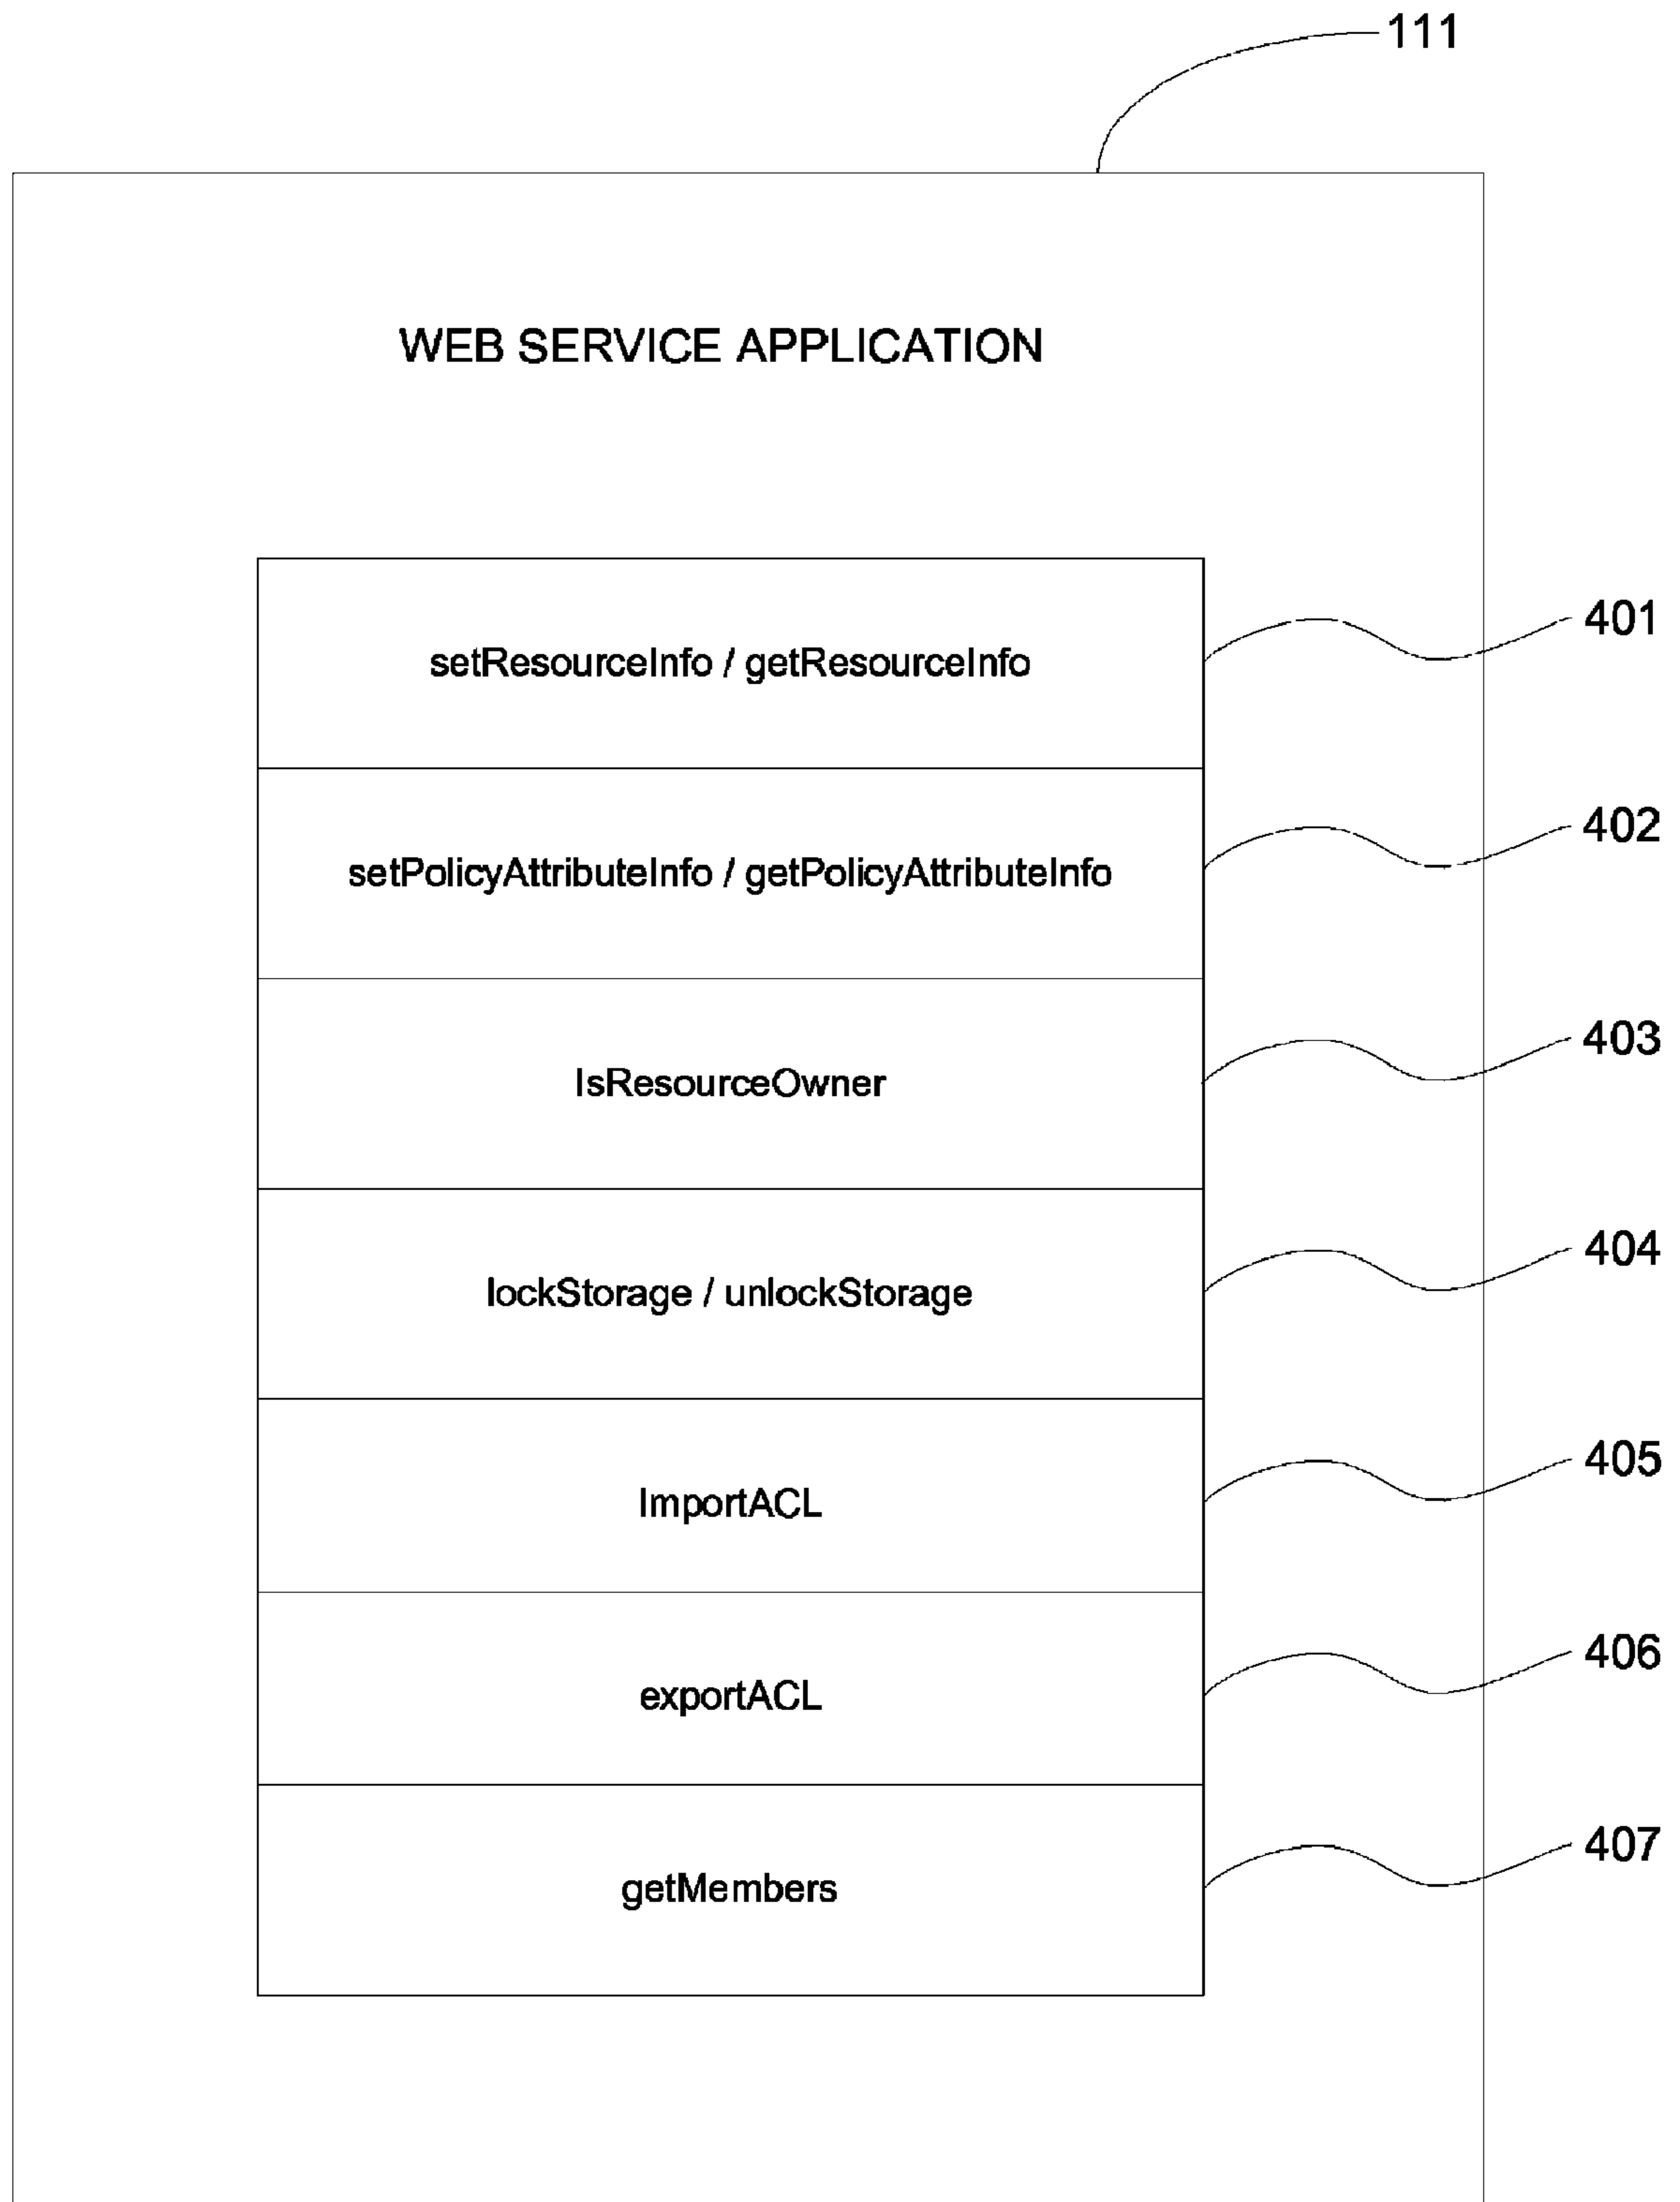 111
WEB SERVICE APPLICATION
setResourceInfo / getResourceInfo
401
setPolicyAttributeInfo / getPolicyAttributeInfo
402
IsResourceOwner
403
lockStorage / unlockStorage
404
ImportACL
405
exportACL
406
getMembers
407